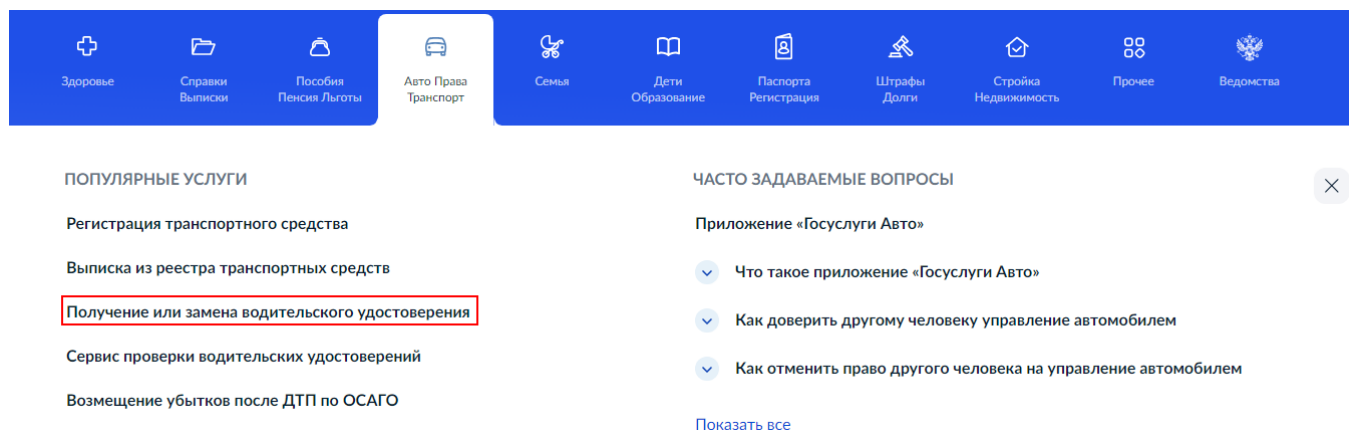 Здоровье
Справки
Выписки
Пособия
Пенсия Льготы
Авто Права
Транспорт
Семья
Дети
Образование
Паспорта
Регистрация
Штрафы
Долги
Стройка
Недвижимость
Прочее
Ведомства
ПОПУЛЯРНЫЕ УСЛУГИ
Регистрация транспортного средства
Выписка из реестра транспортных средств
Получение или замена водительского удостоверения
Сервис проверки водительских удостоверений
Возмещение убытков после ДТП по ОСАГО
ЧАСТО ЗАДАВАЕМЫЕ ВОПРОСЫ
Приложение «Госуслуги Авто»
Что такое приложение «Госуслуги Авто»
Как доверить другому человеку управление автомобилем
Как отменить право другого человека на управление автомобилем
Показать все